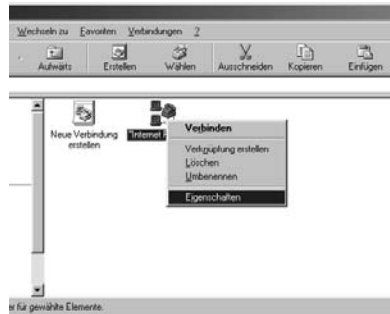 Wechseln zu Favoriten Verbindungen ?
Aufwärts Erstellen Wählen Ausschneiden Kopieren Einfügen
Neue Verbindung
erstellen
"Internet
Verbinden
Verknüpfung erstellen
Löschen
Umbenennen
Eigenschaften
für gewählte Elemente.